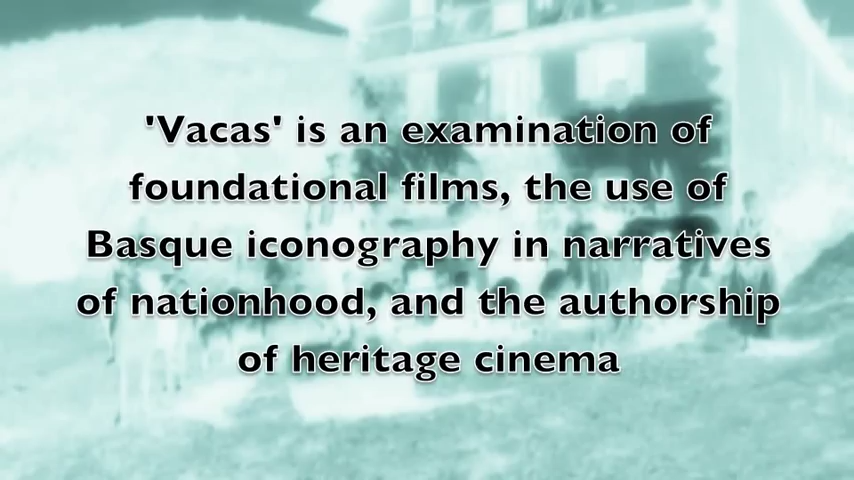 'Vacas' is an examination of
foundational films, the use of
Basque iconography in narratives
of nationhood, and the authorship
of heritage cinema